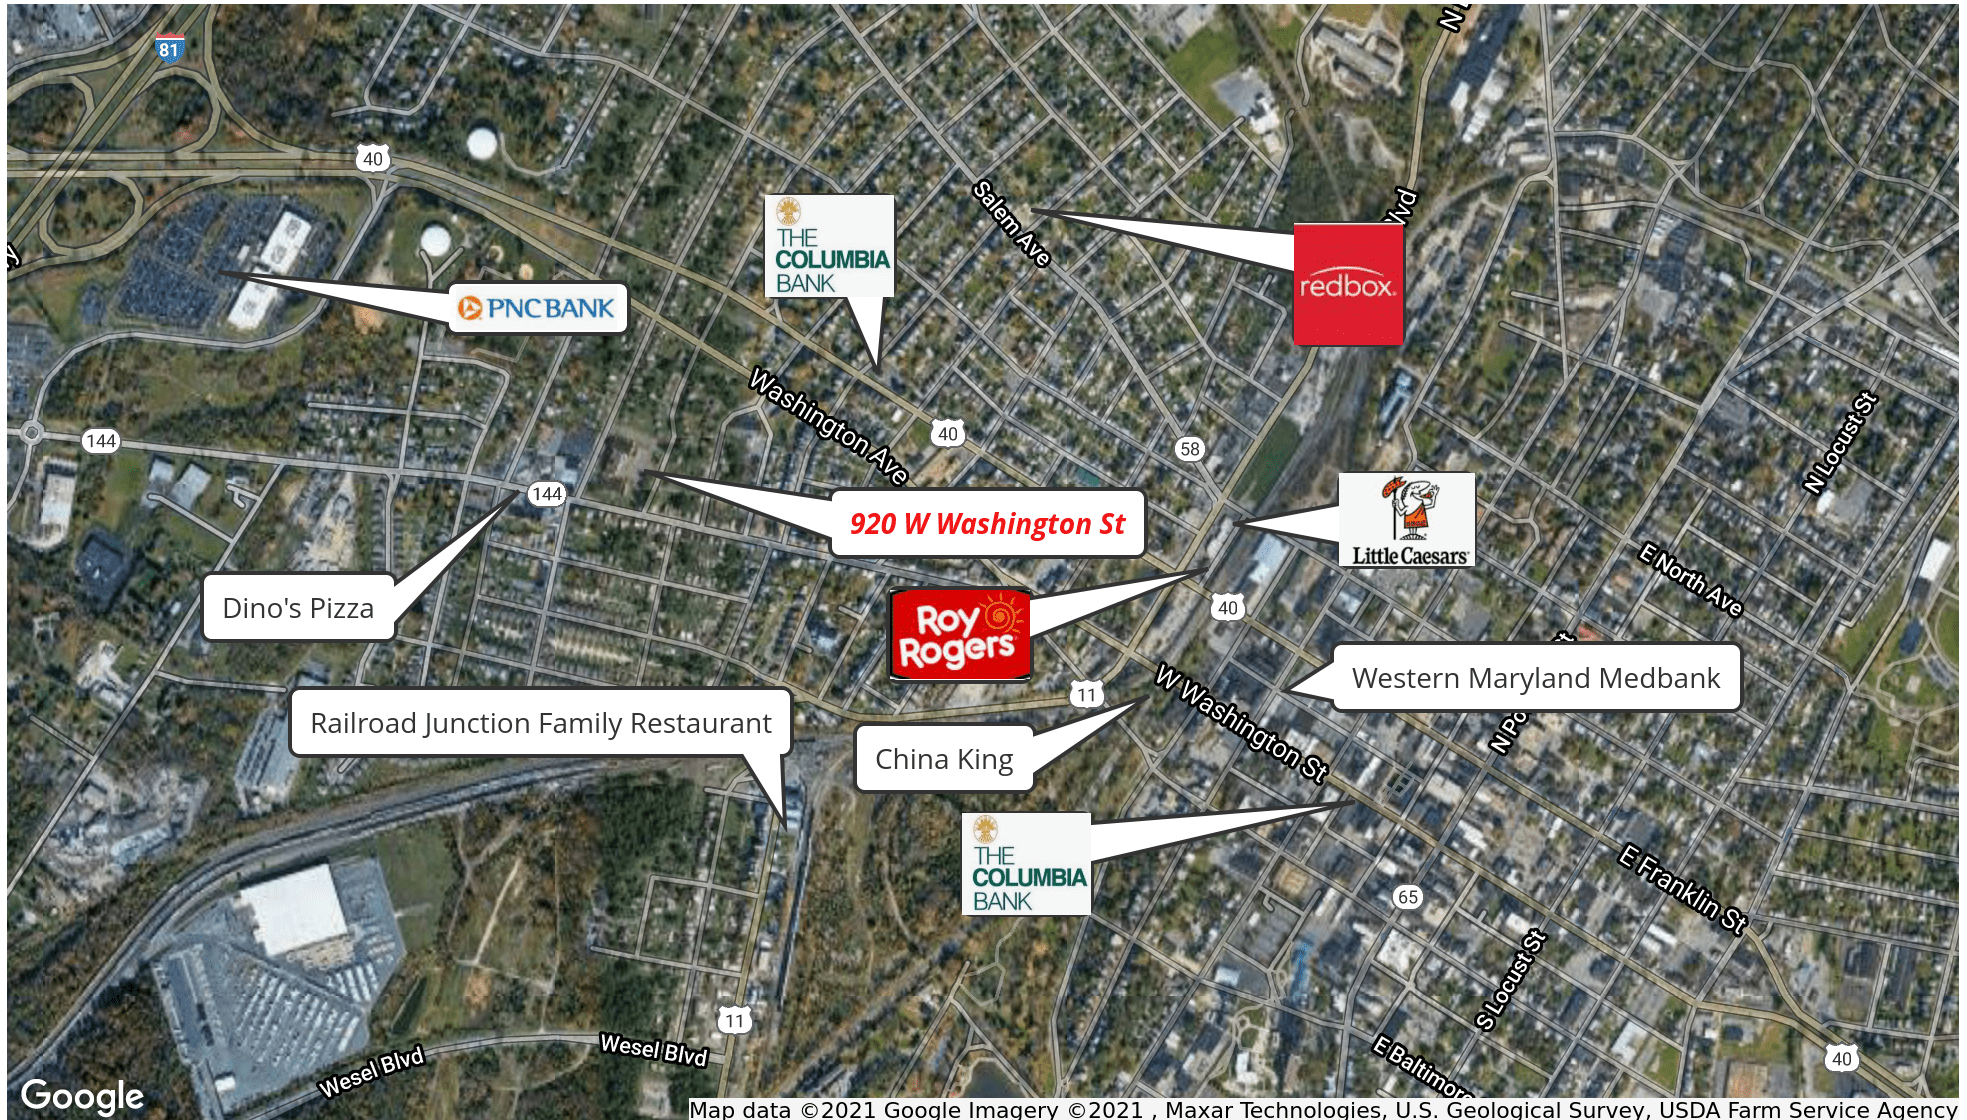 N
81
40
THE
COLUMBIA
BANK
Salem Ave
lvd
redbox.
PNC BANK
Washington Ave
144
40
58
N Locust St
144
920 W Washington St
Little Caesars
E North Ave
Dino's Pizza
Roy
Rogers
40
Western Maryland Medbank
11
W Washington St
N Po
Railroad Junction Family Restaurant
China King
THE
COLUMBIA
BANK
65
E Franklin St
S Locust St
11
Wesel Blvd
Wesel Blvd
E Baltimore
40
Google
Map data ©2021 Google Imagery ©2021 , Maxar Technologies, U.S. Geological Survey, USDA Farm Service Agency